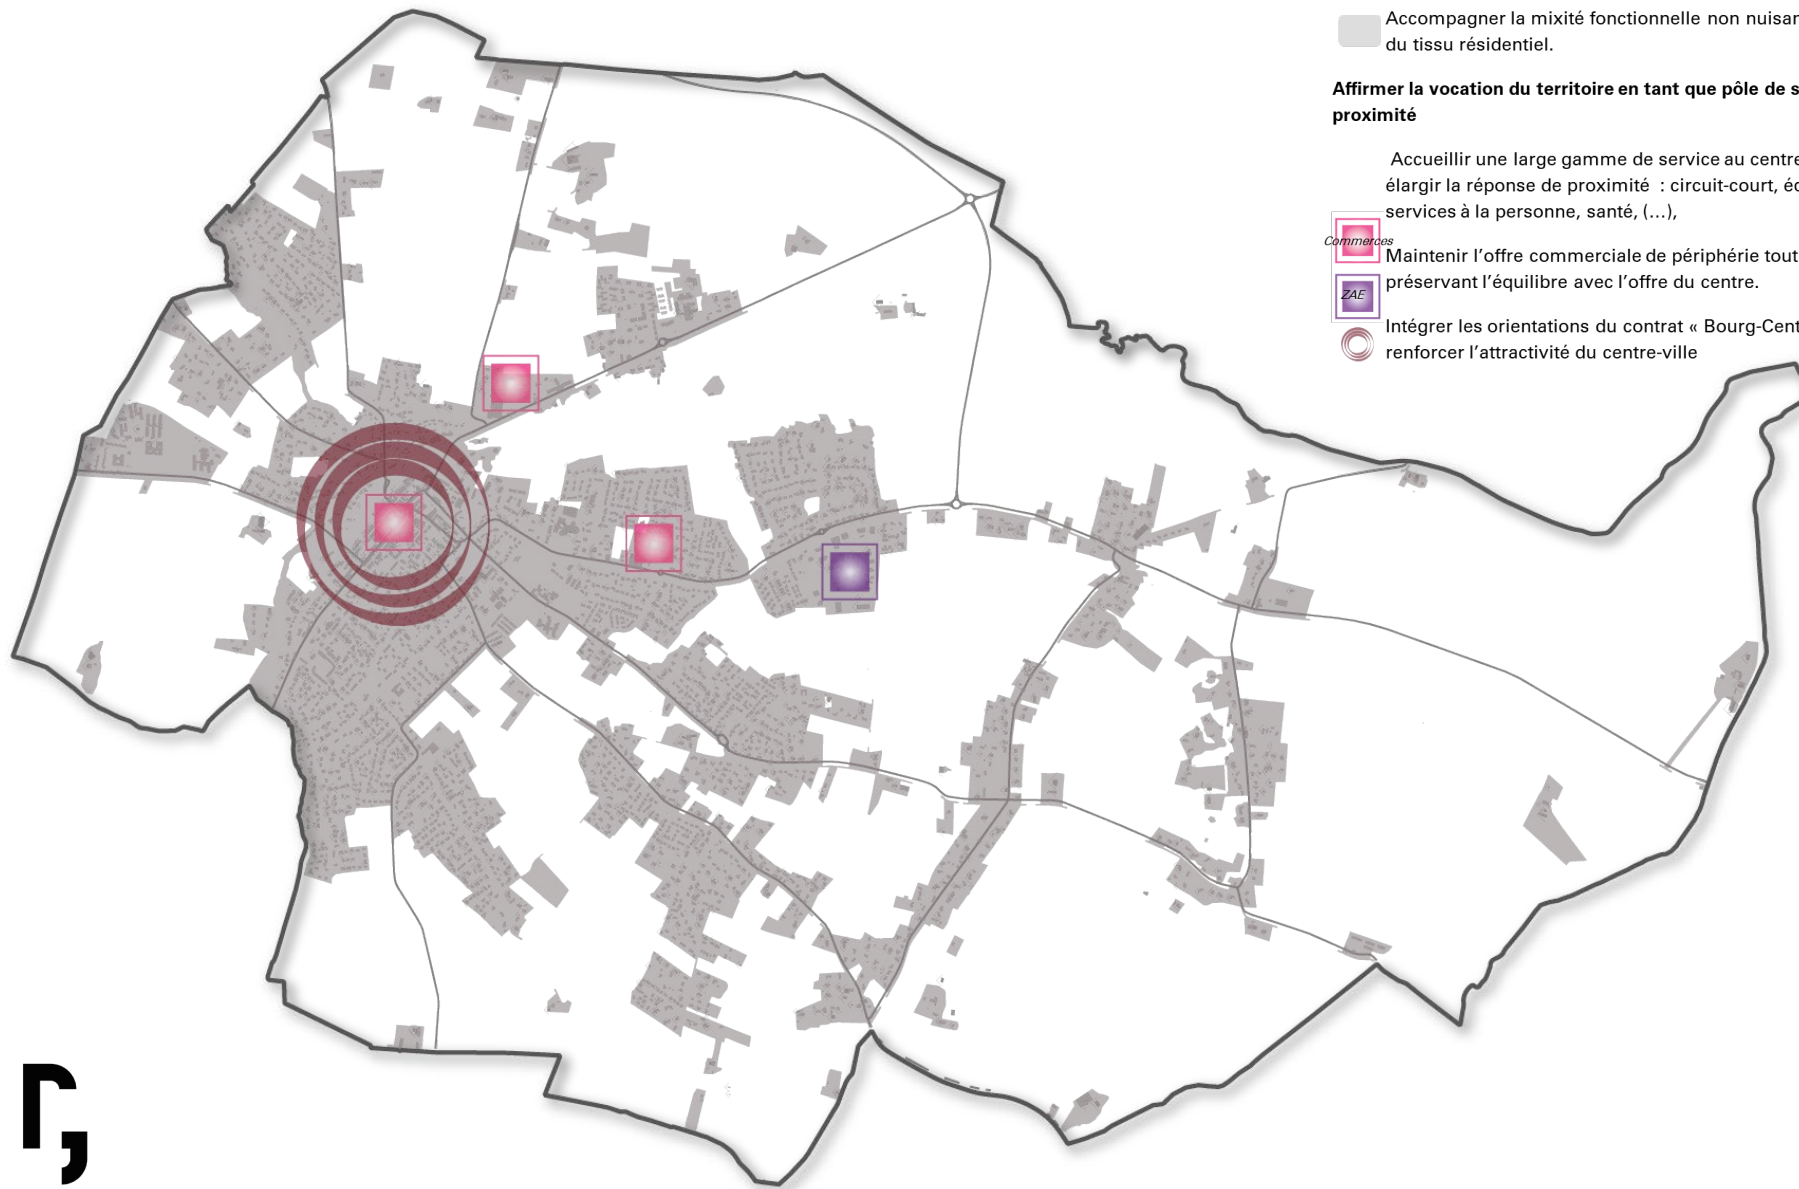 Accompagner la mixité fonctionnelle non
du tissu résidentiel.
Affirmer la vocation du territoire en tant que pôle de
proximité
Accueillir une large gamme de service au centre
élargir la réponse de proximité : circuit-court,
services à la personne, santé, (...),
Commerces
Maintenir l'offre commerciale de périphérie tout
préservant l'équilibre avec l'offre du centre.
ZAE
Intégrer les orientations du contrat « Bourg-Cent
renforcer l'attractivité du centre-ville